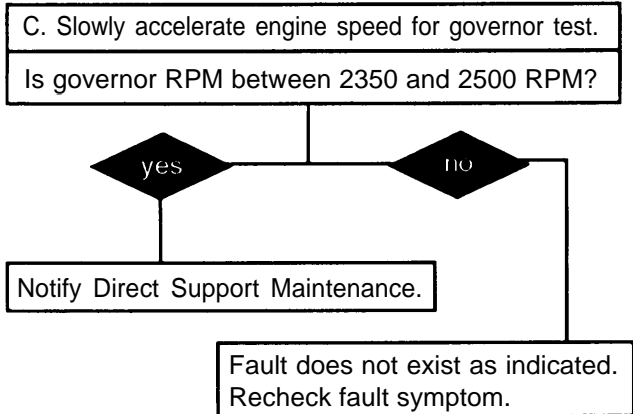 C. Slowly accelerate engine speed for governor test.
Is governor RPM between 2350 and 2500 RPM?
yes
no
Notify Direct Support Maintenance.
Fault does not exist as indicated.
Recheck fault symptom.